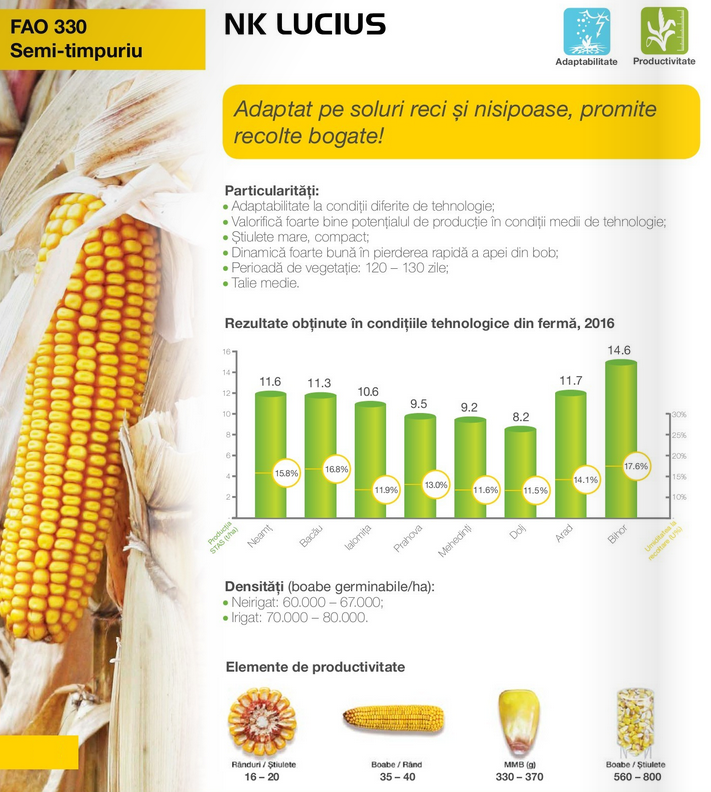 FAO 330
Semi-timpuriu
NK LUCIUS
Adaptabilitate
Productivitate
Adaptat pe soluri reci și nisipoase, promite
recolte bogate!
Particularități:
• Adaptabilitate la condiții diferite de tehnologie;
• Valorifică foarte bine potențialul de producție în condiții medii de tehnologie;
• Știulete mare, compact;
• Dinamică foarte bună în pierderea rapidă a apei din bob;
• Perioadă de vegetație: 120 – 130 zile;
• Talie medie.
Rezultate obținute în condițiile tehnologice din fermă, 2016
16
14
12
10
8
6
4
2
11.6
11.3
10.6
9.5
9.2
8.2
11.7
14.6
15.8%
16.8%
11.9%
13.0%
11.6%
11.5%
14.1%
17.6%
30%
25%
20%
15%
10%
Producția
STAS (t/ha)
Neamț
Bacău
Ialomița
Prahova
Mehedinți
Dolj
Arad
Bihor
Umiditatea la
recoltare (U%)
Densități (boabe germinabile/ha):
• Neirigat: 60.000 – 67.000;
• Irigat: 70.000 – 80.000.
Elemente de productivitate
Rânduri / Știulete
16 – 20
Boabe / Rând
35 – 40
MMB (g)
330 – 370
Boabe / Știulete
560 – 800